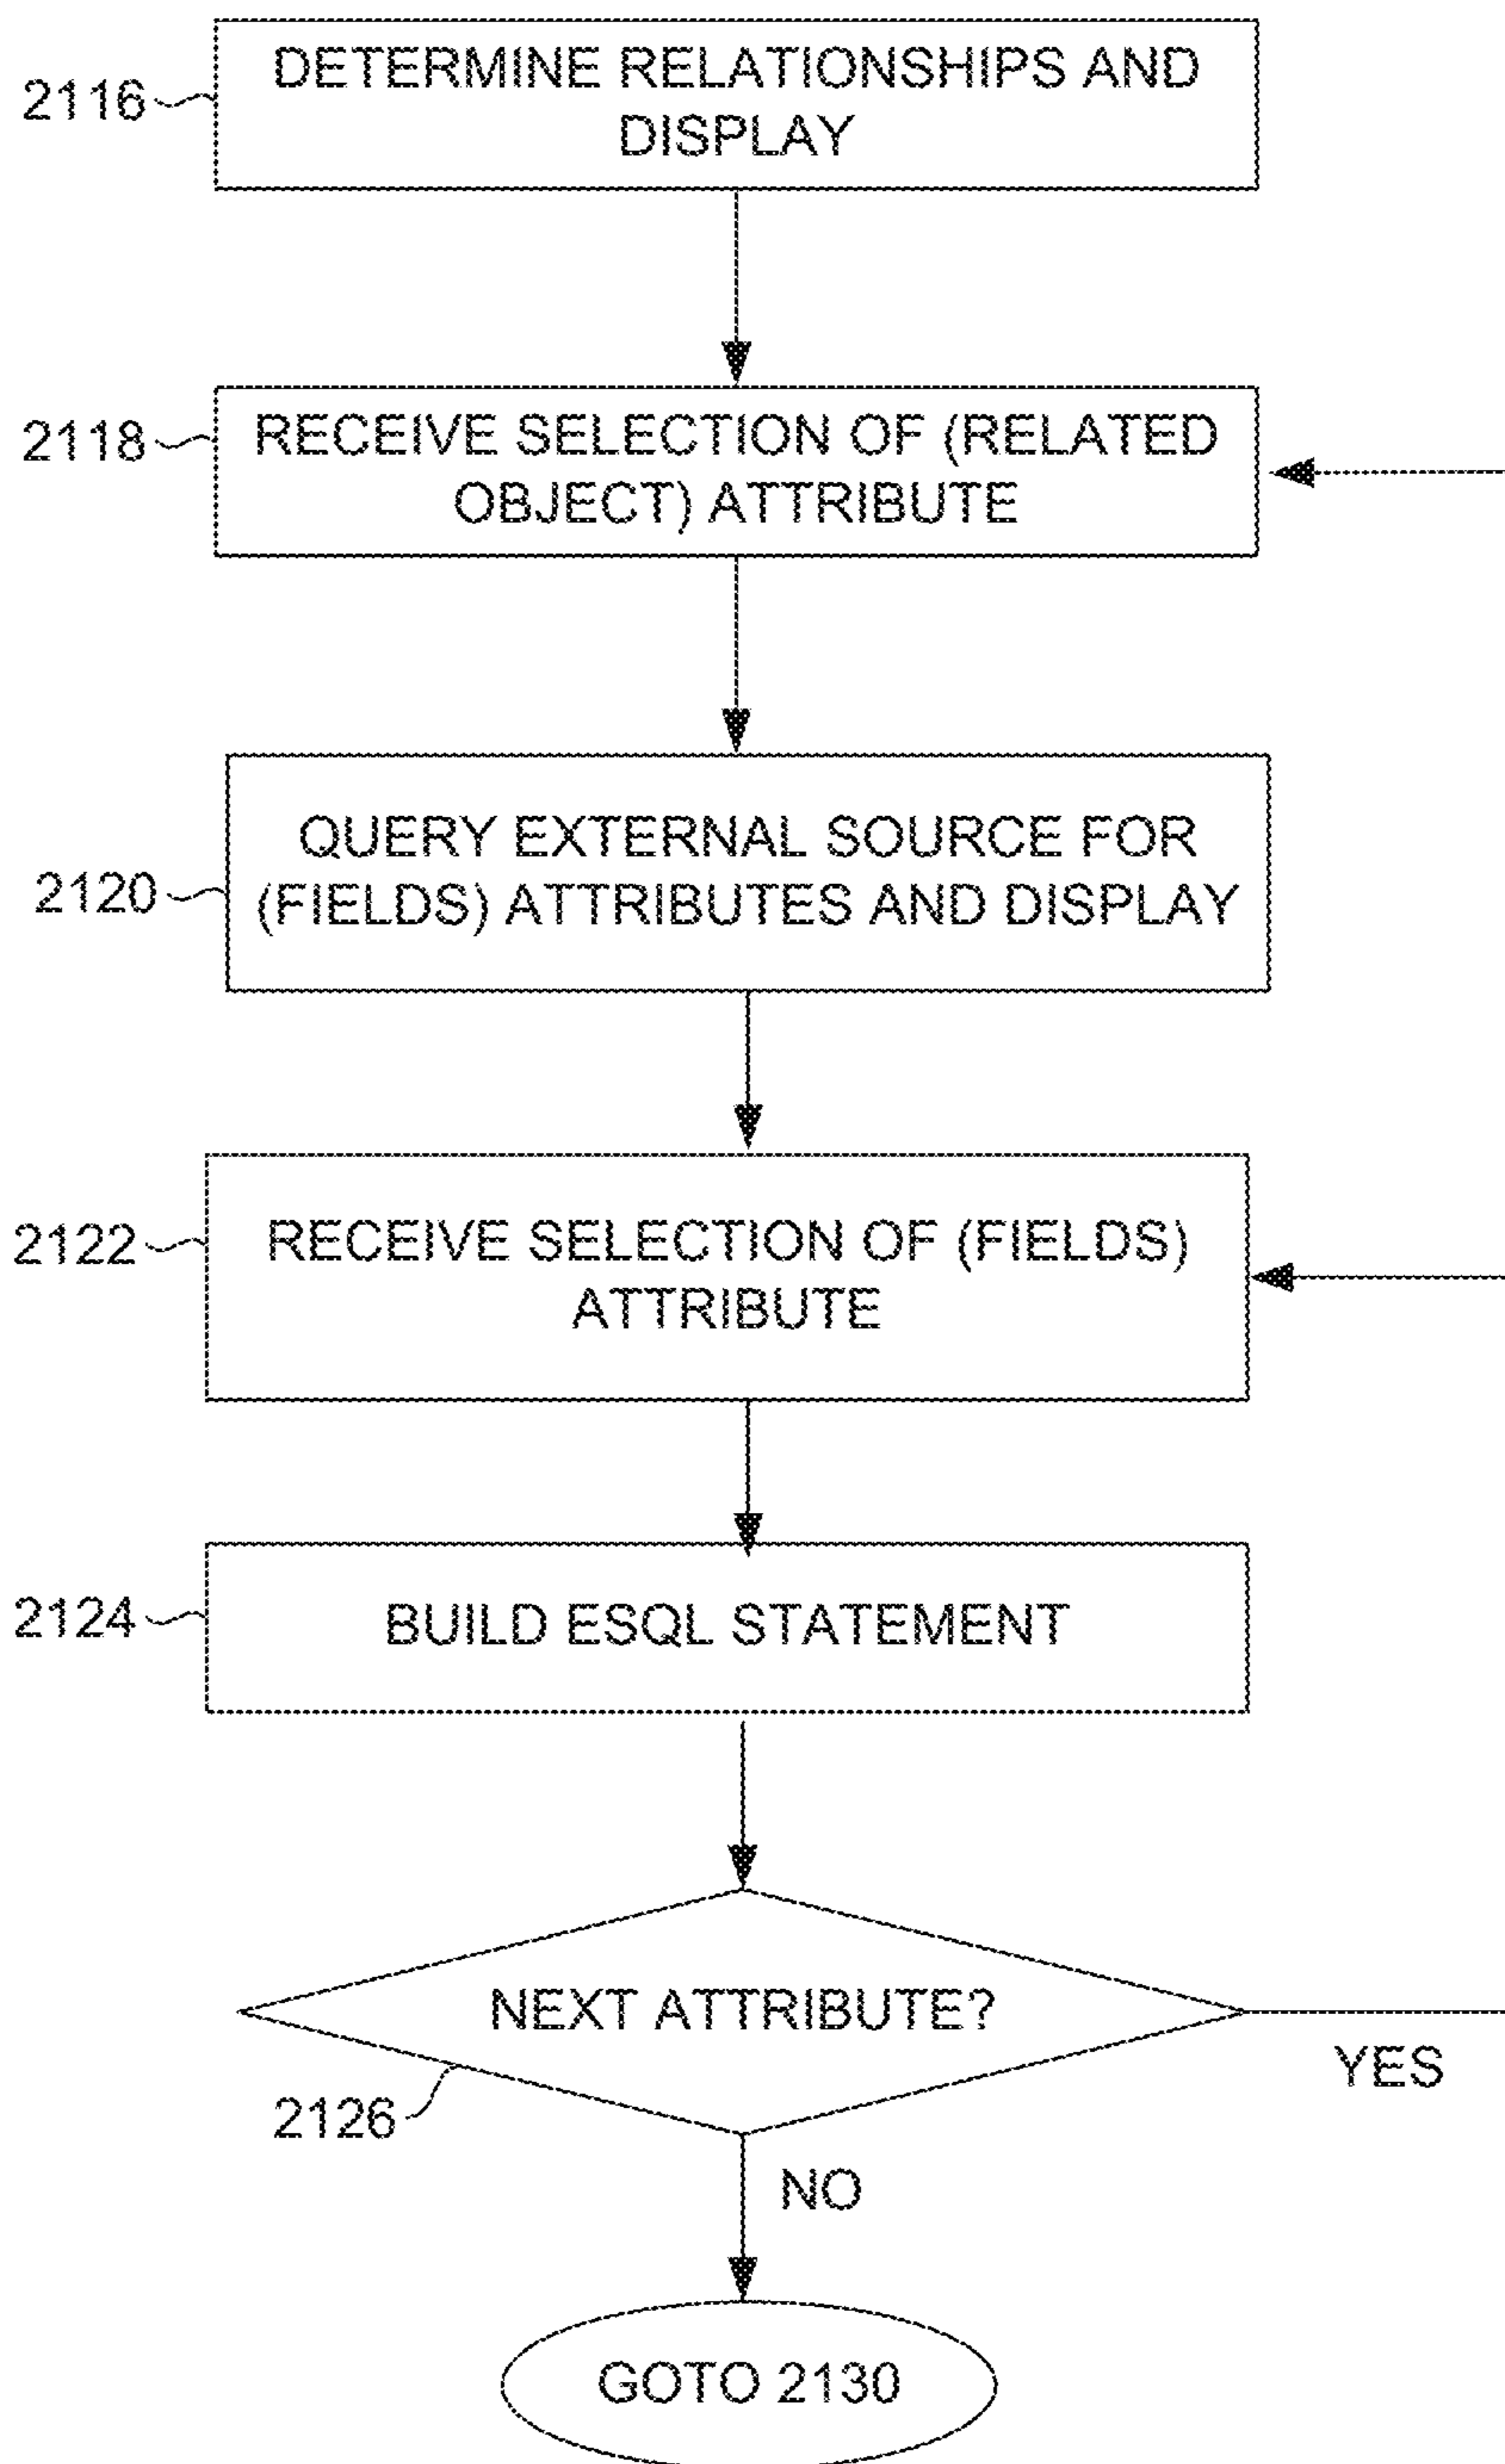 DETERMINE RELATIONSHIPS AND
DISPLAY
2116
RECEIVE SELECTION OF (RELATED
OBJECT) ATTRIBUTE
2118
QUERY EXTERNAL SOURCE FOR
(FIELDS) ATTRIBUTES AND DISPLAY
2120
RECEIVE SELECTION OF (FIELDS)
ATTRIBUTE
2122
BUILD ESQL STATEMENT
2124
NEXT ATTRIBUTE?
YES
2126
NO
GOTO 2130